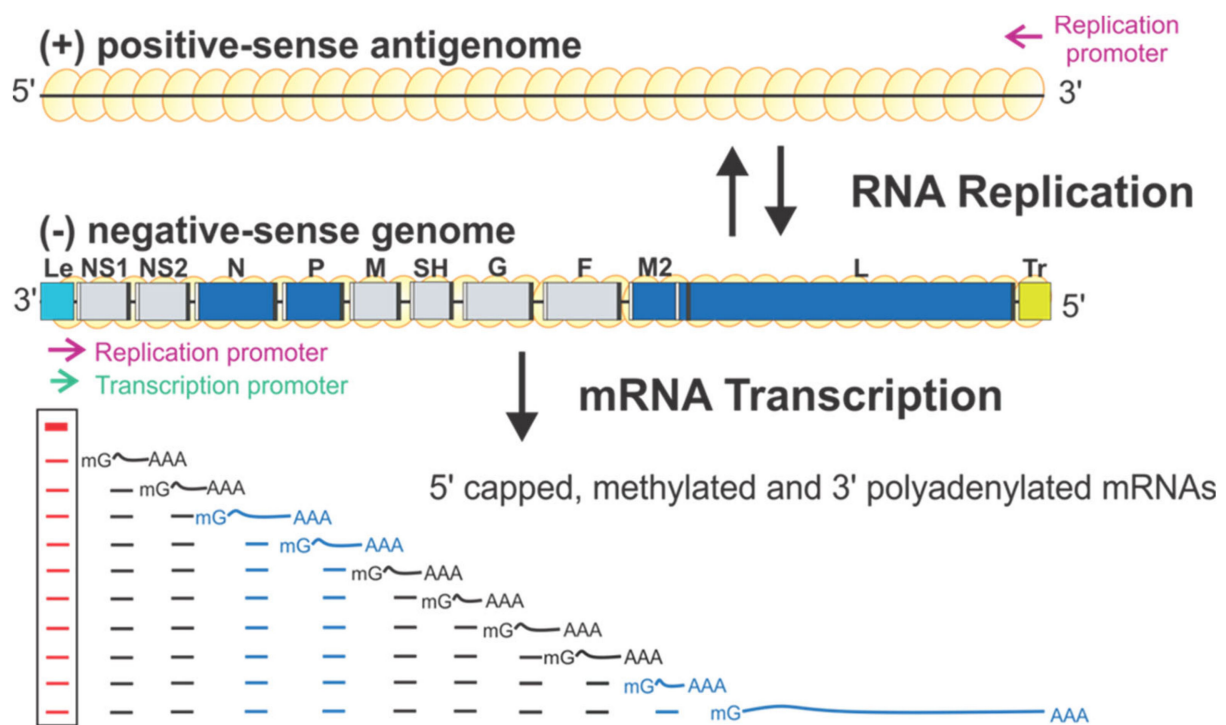 (+) positive-sense antigenome
Replication
promoter
5'
3'
RNA Replication
(-) negative-sense genome
Le NS1 NS2 N P M SH G F M2 L Tr
3'
5'
Replication promoter
Transcription promoter
mRNA Transcription
mG AAA
5' capped, methylated and 3' polyadenylated mRNAs
mG AAA
mG AAA
mG AAA
mG AAA
mG AAA
mG AAA
mG AAA
mG AAA
mG AAA